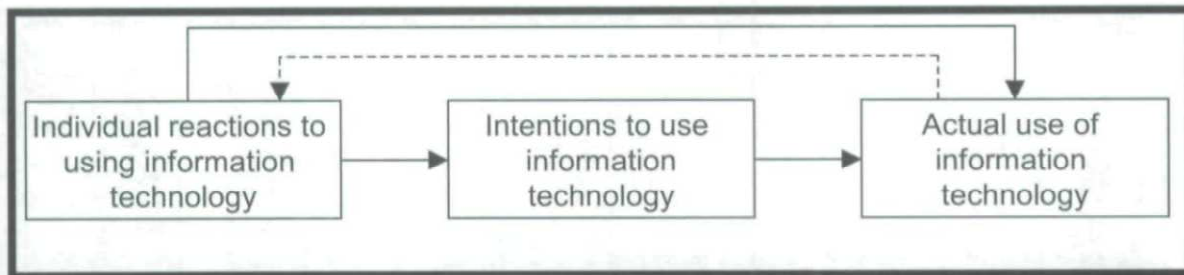 Individual reactions to
using information
technology
Intentions to use
information
technology
Actual use of
information
technology